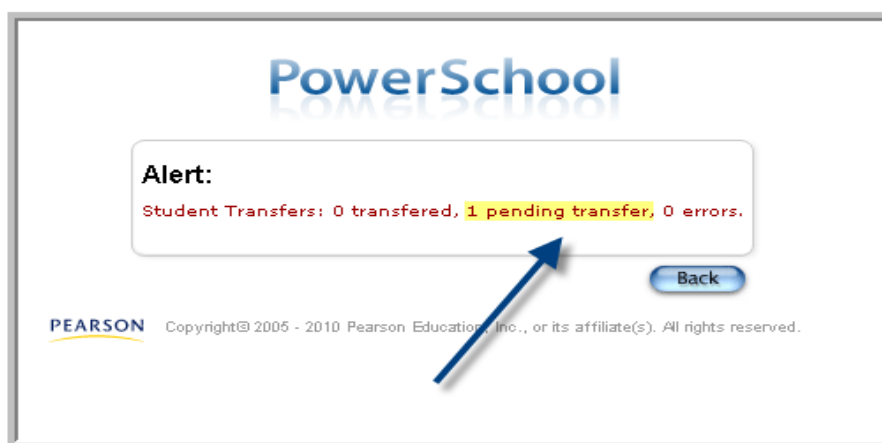 PowerSchool
Alert:
Student Transfers: 0 transfered, 1 pending transfer, 0 errors.
Back
PEARSON Copyright© 2005 - 2010 Pearson Education, Inc., or its affiliate(s). All rights reserved.